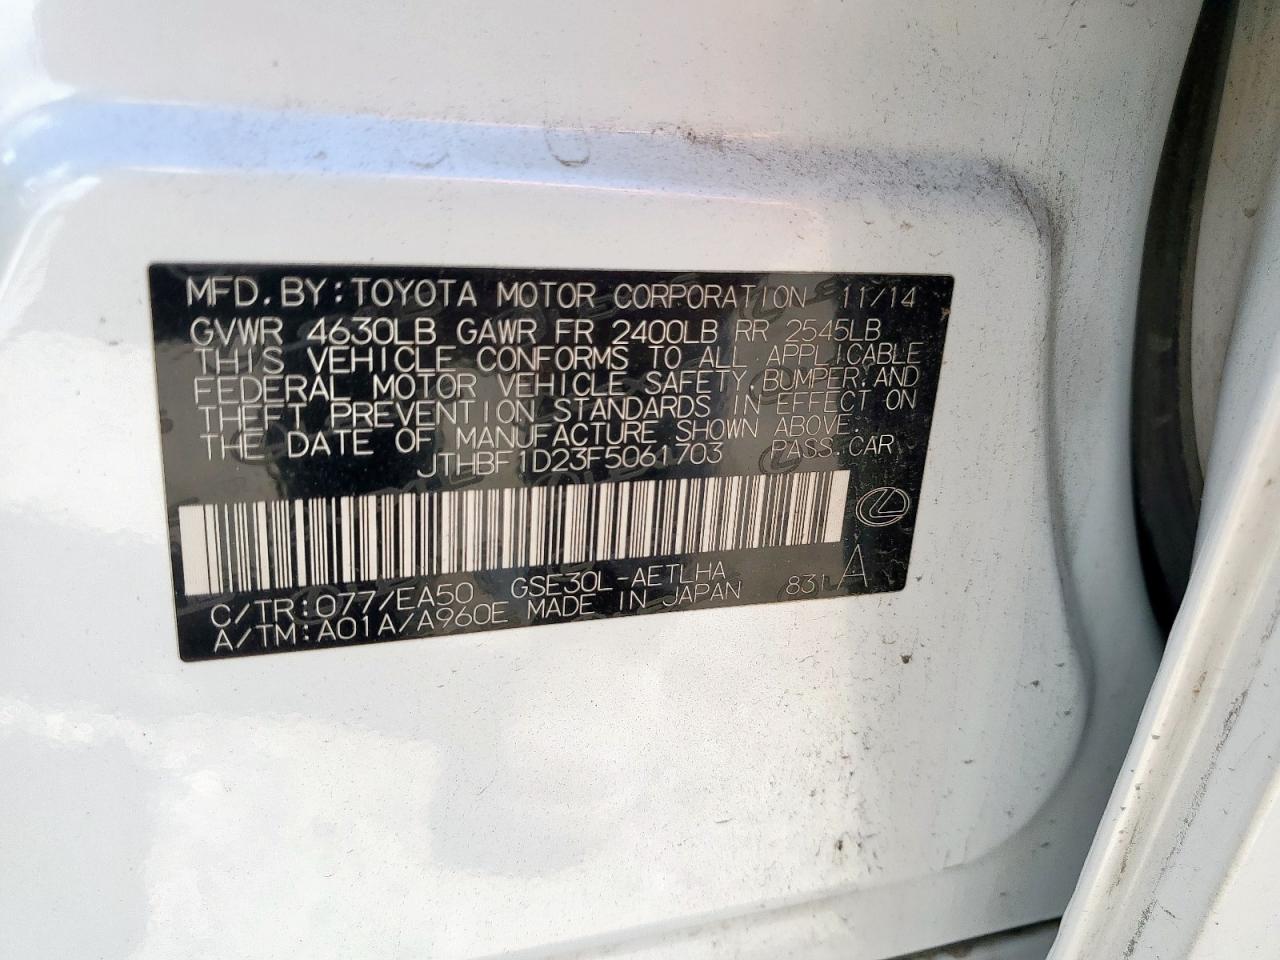 MFD.BY:TOYOTA MOTOR CORPORATION 11/14
GVWR 4630LB GAWR FR 2400LB RR 2545LB
THIS VEHICLE CONFORMS TO ALL APPLICABLE
FEDERAL MOTOR VEHICLE SAFETY,BUMPER,AND
THEFT PREVENTION STANDARDS IN EFFECT ON
THE DATE OF MANUFACTURE SHOWN ABOVE.
JTHBF1D23F5061703 PASS.CAR
C/TR:077/EA50 GSE30L-AETLHA
A/TM:A01A/A960E MADE IN JAPAN 831 A